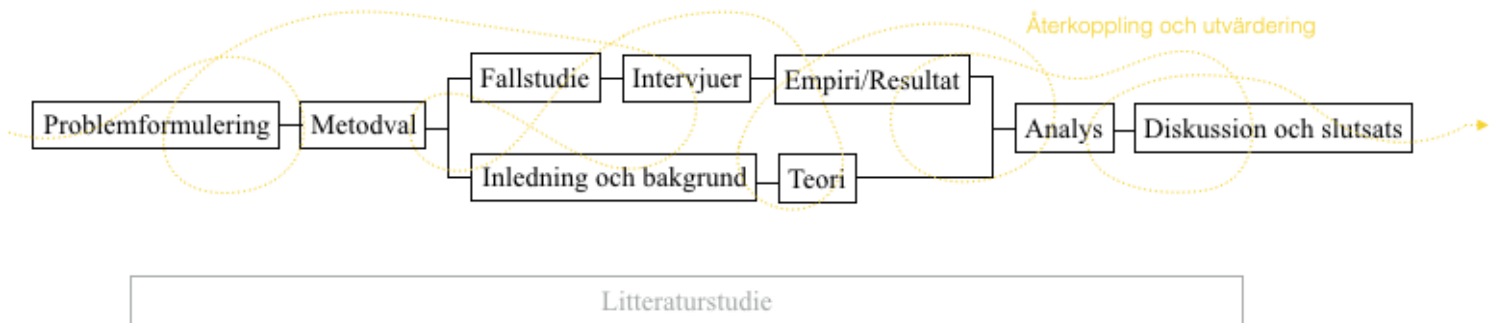 Återkoppling och utvärdering
Problemformulering
Metodval
Fallstudie
Intervjuer
Empiri/Resultat
Inledning och bakgrund
Teori
Analys
Diskussion och slutsats
Litteraturstudie